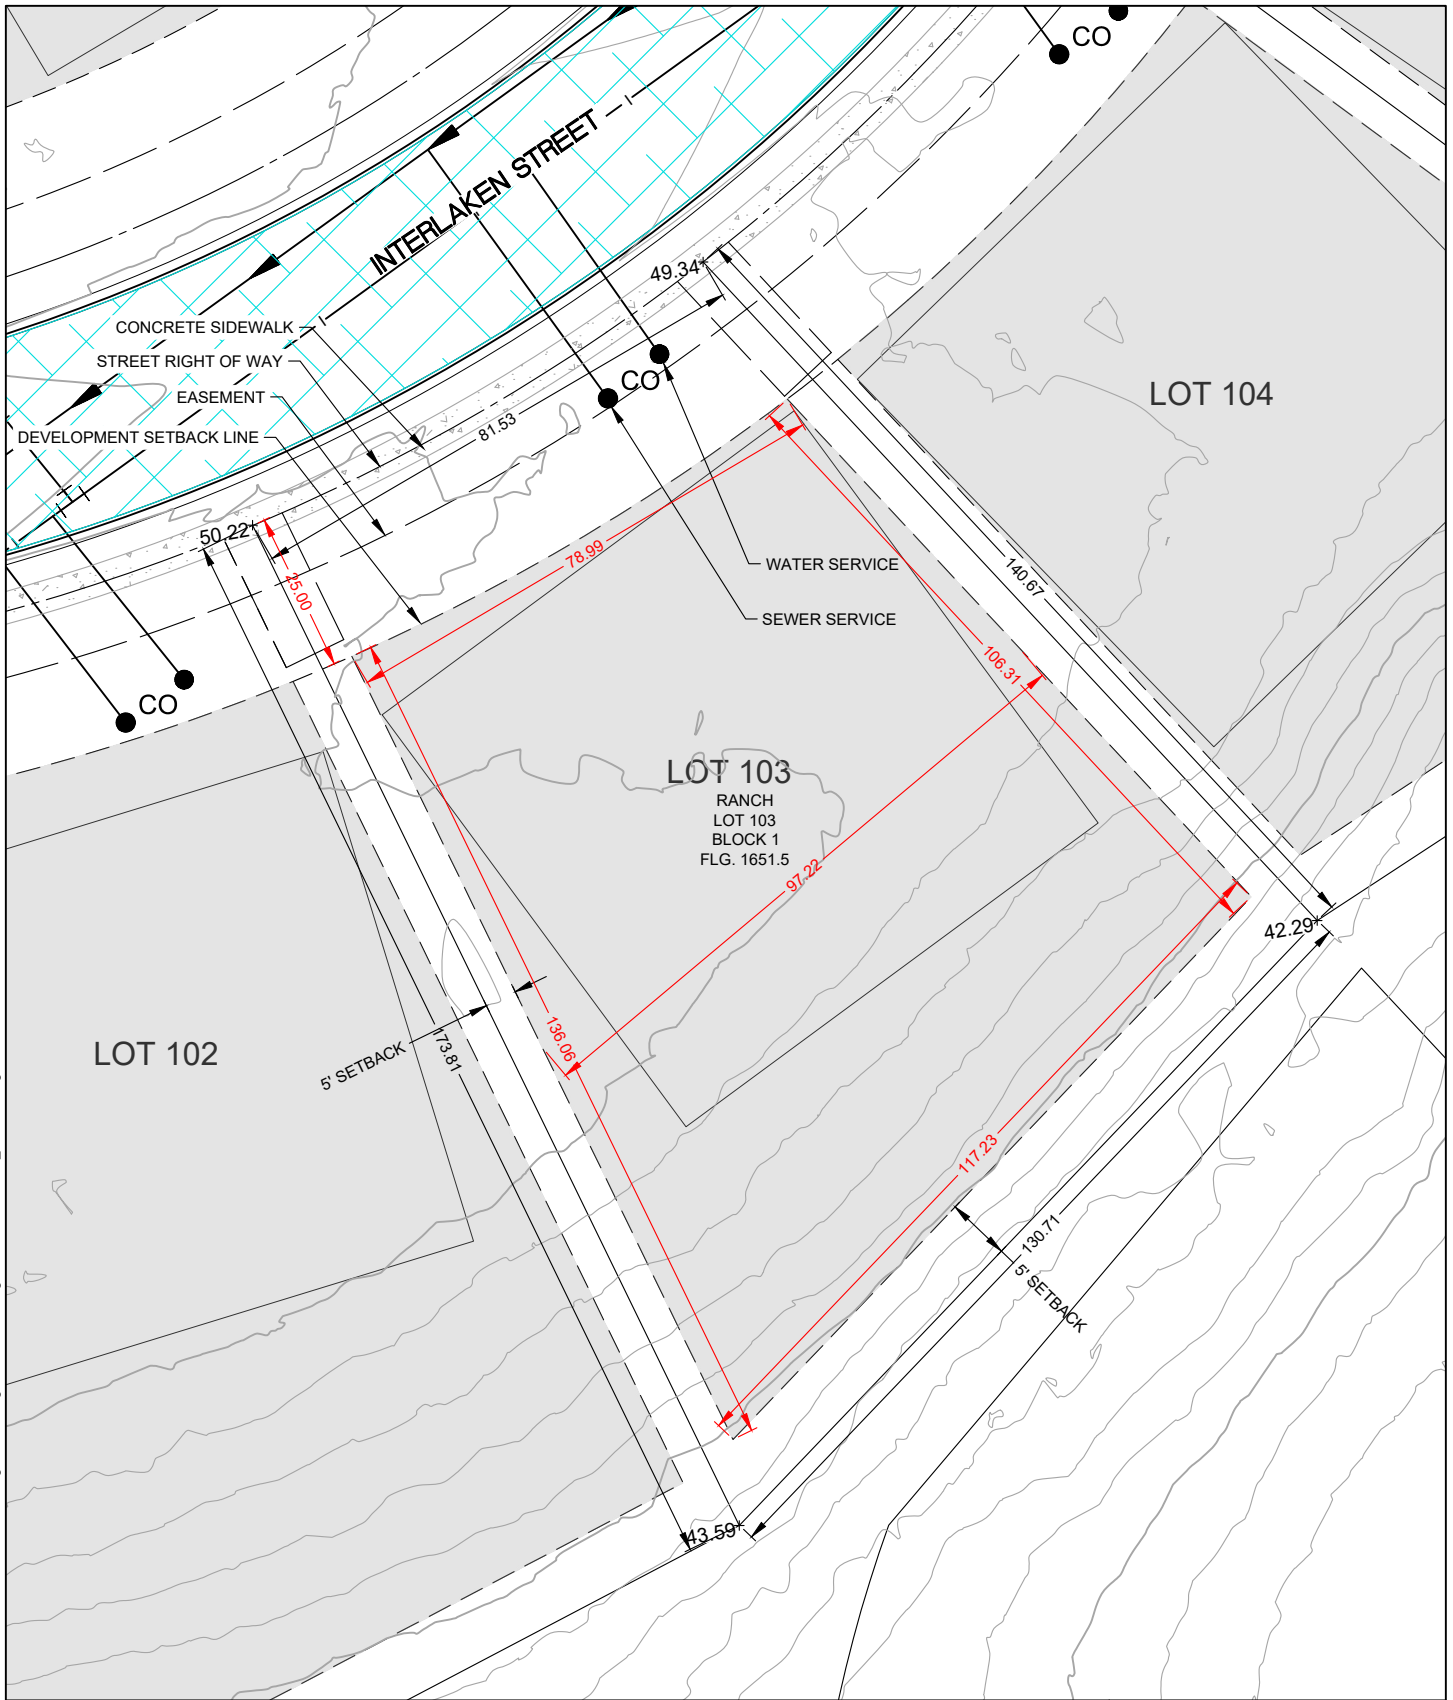 CO
INTERLAKEN STREET
49.34
CONCRETE SIDEWALK
STREET RIGHT OF WAY
EASEMENT
DEVELOPMENT SETBACK LINE
CO
LOT 104
81.53
50.22
78.99
WATER SERVICE
140.67
25.00
SEWER SERVICE
106.31
CO
LOT 103
RANCH
LOT 103
BLOCK 1
FLG. 1651.5
97.22
42.29
LOT 102
5' SETBACK
173.81
136.06
117.23
130.71
5' SETBACK
43.59